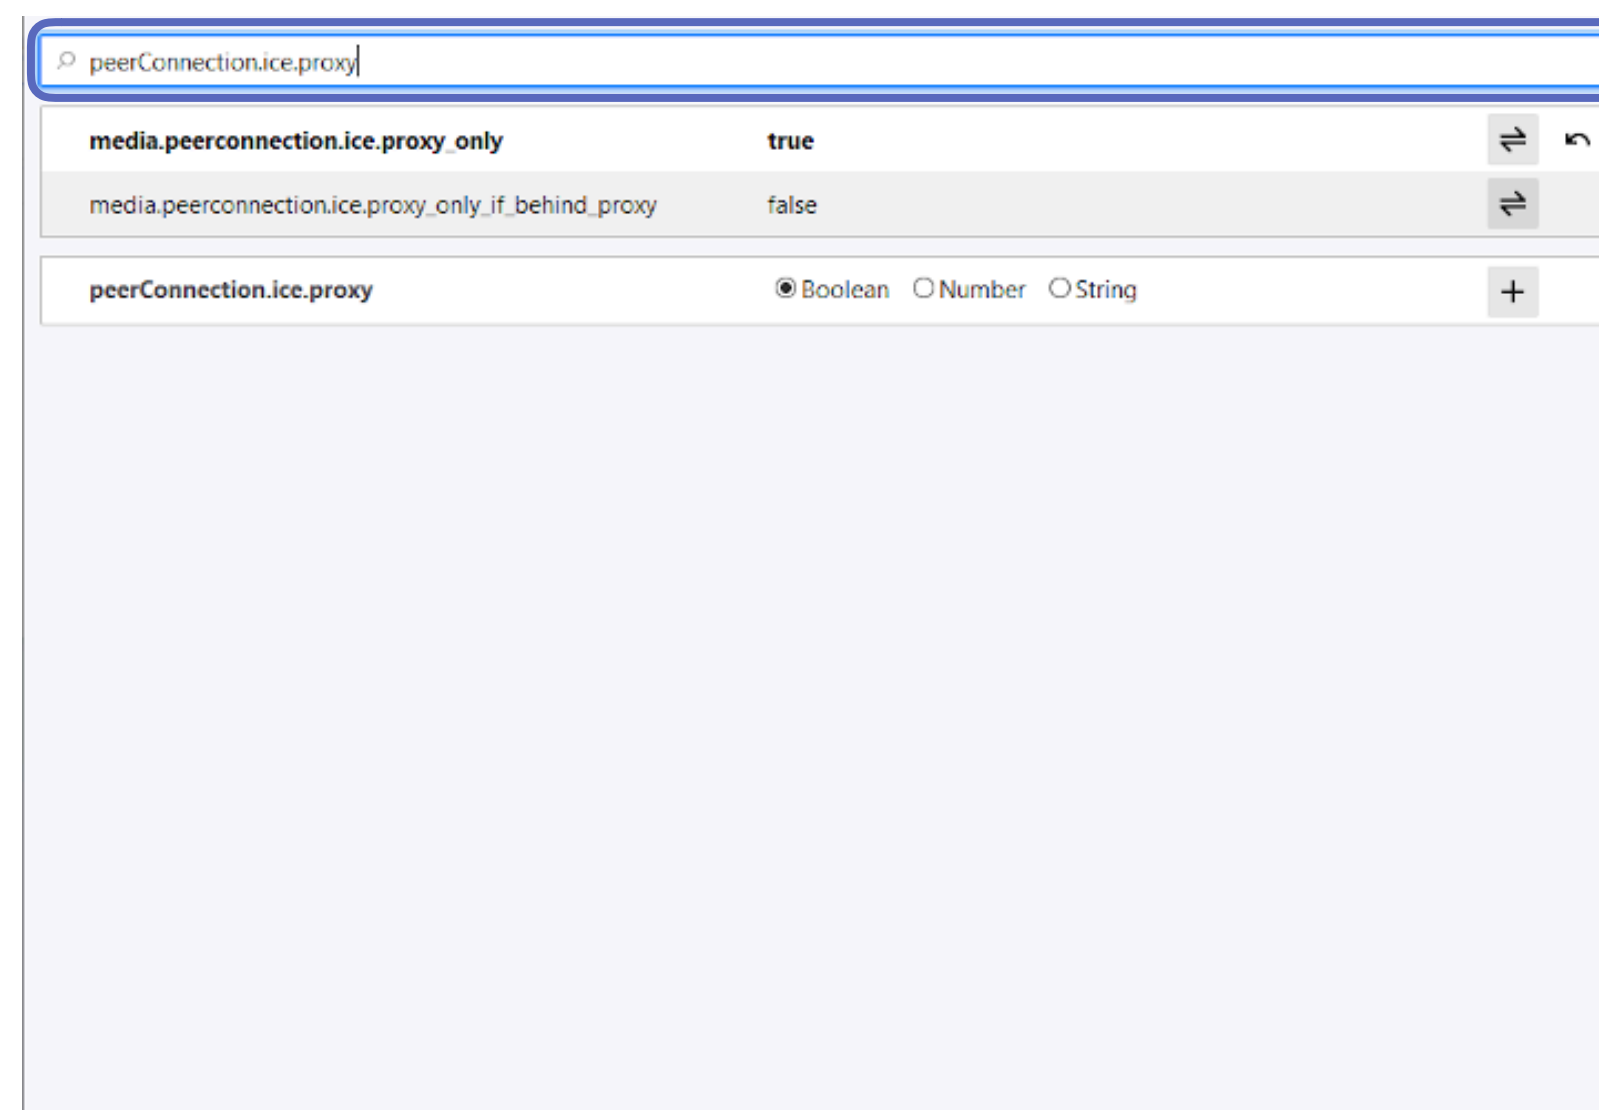 peerConnection.ice.proxy
media.peerconnection.ice.proxy_only true
media.peerconnection.ice.proxy_only_if_behind_proxy false
peerConnection.ice.proxy Boolean Number String